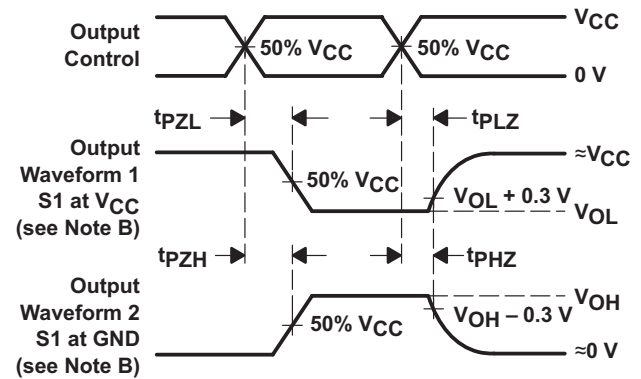 Output
Control
50% VCC
50% VCC
VCC
0 V
tPZL
tPLZ
Output
Waveform 1
S1 at VCC
(see Note B)
50% VCC
≈VCC
VOL + 0.3 V
VOL
tPZH
tPHZ
Output
Waveform 2
S1 at GND
(see Note B)
50% VCC
VOH
VOH – 0.3 V
≈0 V